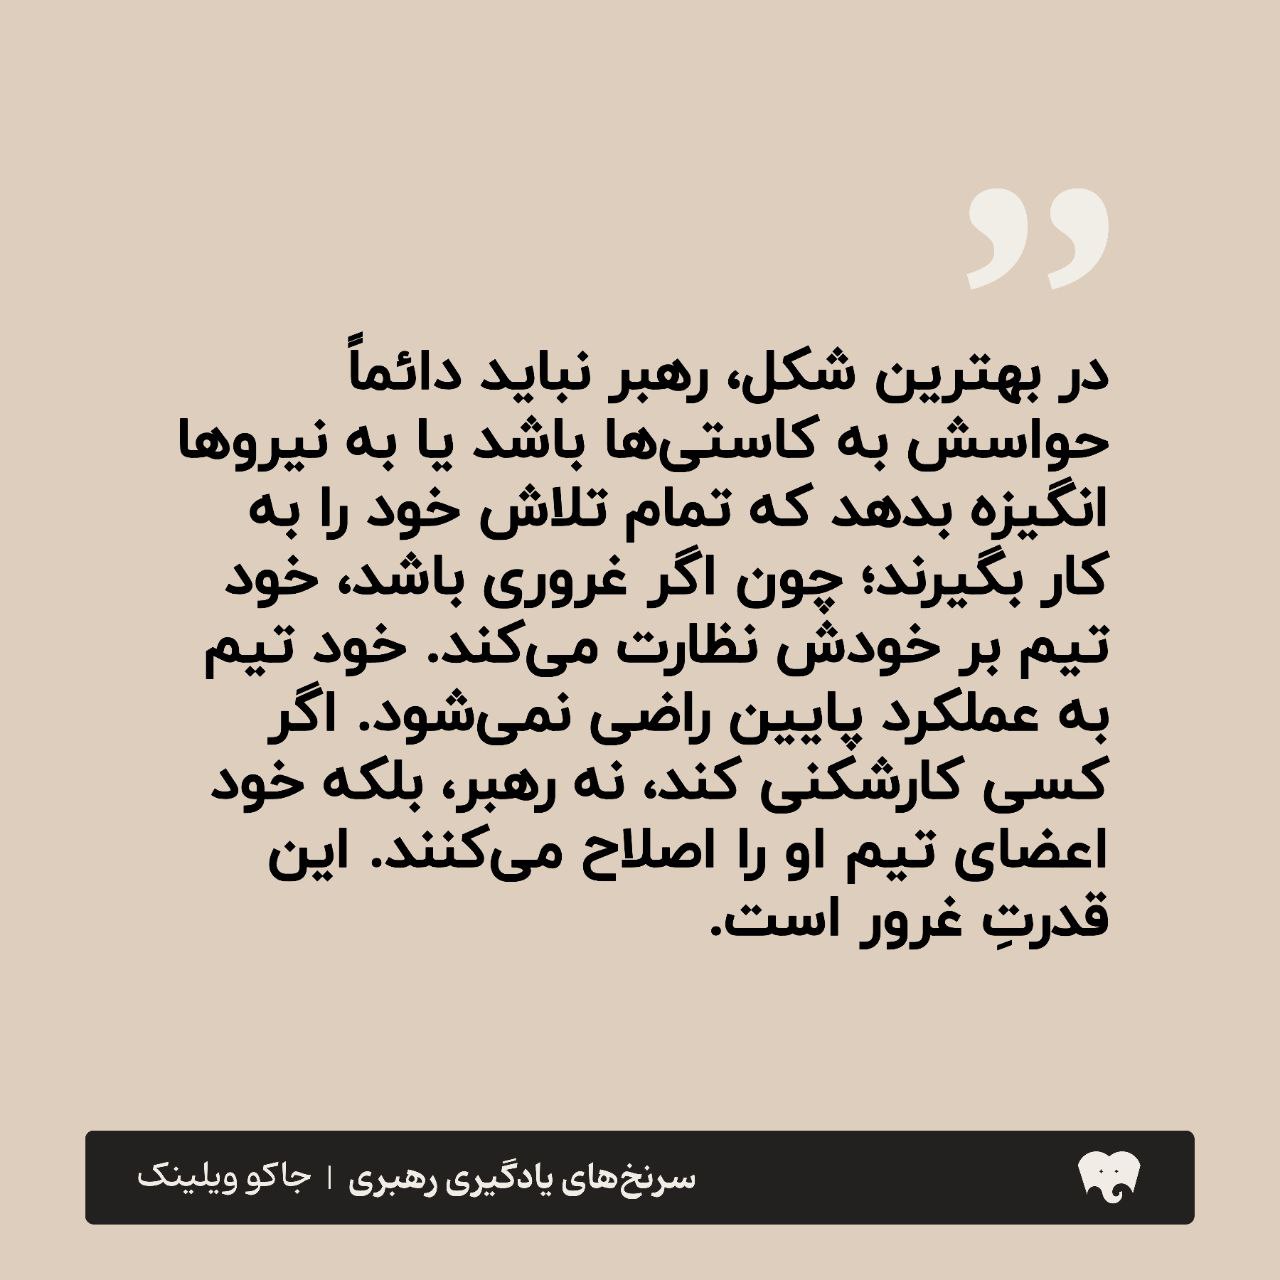 در بهترین شکل، رهبر نباید دائماً
حواسش به کاستی‌ها باشد یا به نیروها
انگیزه بدهد که تمام تلاش خود را به
کار بگیرند؛ چون اگر غروری باشد، خود
تیم بر خودش نظارت می‌کند. خود تیم
به عملکرد پایین راضی نمی‌شود. اگر
کسی کارشکنی کند، نه رهبر، بلکه خود
اعضای تیم او را اصلاح می‌کنند. این
قدرتِ غرور است.
سرنخ‌های یادگیری رهبری | جاکو ویلینک